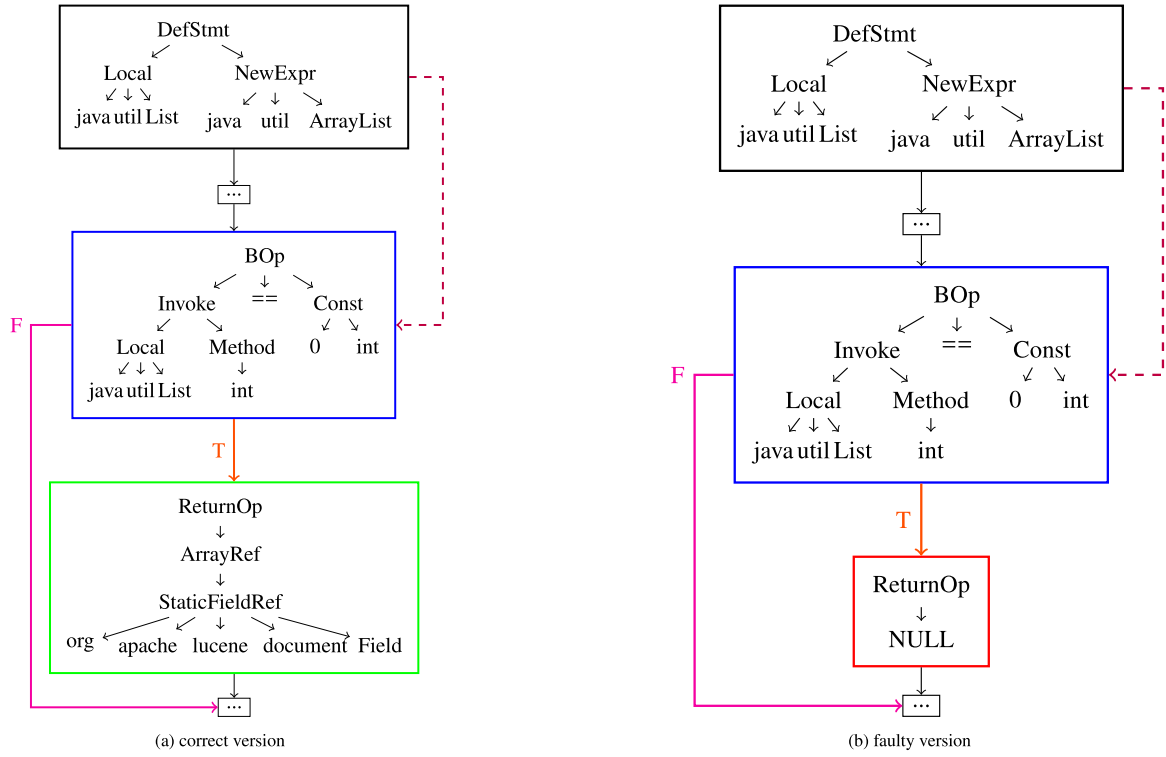 DefStmt
Local NewExpr
java util List java util ArrayList
...
BOp
Invoke == Const
Local Method 0 int
java util List int
F
T
ReturnOp
ArrayRef
StaticFieldRef
org apache lucene document Field
...
(a) correct version
DefStmt
Local NewExpr
java util List java util ArrayList
...
BOp
Invoke == Const
Local Method 0 int
java util List int
F
T
ReturnOp
NULL
...
(b) faulty version